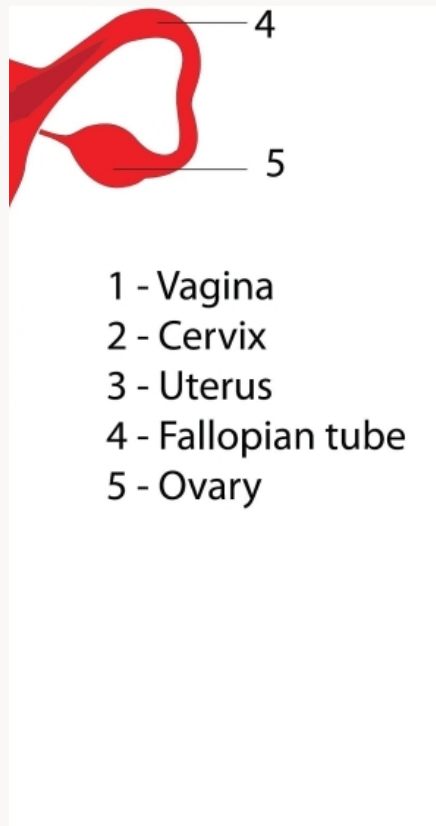 4
5
1 - Vagina
2 - Cervix
3 - Uterus
4 - Fallopian tube
5 - Ovary